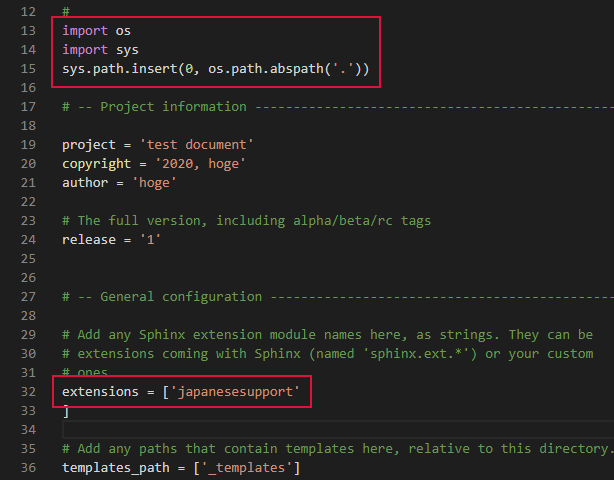 12 #
13 import os
14 import sys
15 sys.path.insert(0, os.path.abspath('.'))
16
17 # -- Project information -----------------------------------------------
18
19 project = 'test document'
20 copyright = '2020, hoge'
21 author = 'hoge'
22
23 # The full version, including alpha/beta/rc tags
24 release = '1'
25
26
27 # -- General configuration ---------------------------------------------
28
29 # Add any Sphinx extension module names here, as strings. They can be
30 # extensions coming with Sphinx (named 'sphinx.ext.*') or your custom
31 # ones
32 extensions = ['japanesesupport'
33 ]
34
35 # Add any paths that contain templates here, relative to this directory.
36 templates_path = ['_templates']